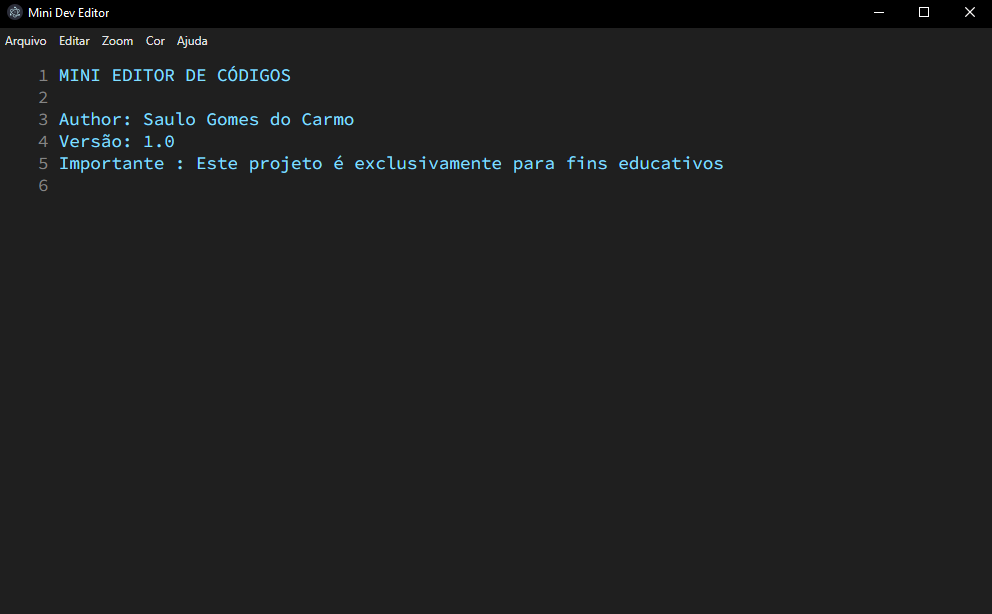 Mini Dev Editor
Arquivo Editar Zoom Cor Ajuda
1 MINI EDITOR DE CÓDIGOS
2
3 Author: Saulo Gomes do Carmo
4 Versão: 1.0
5 Importante : Este projeto é exclusivamente para fins educativos
6